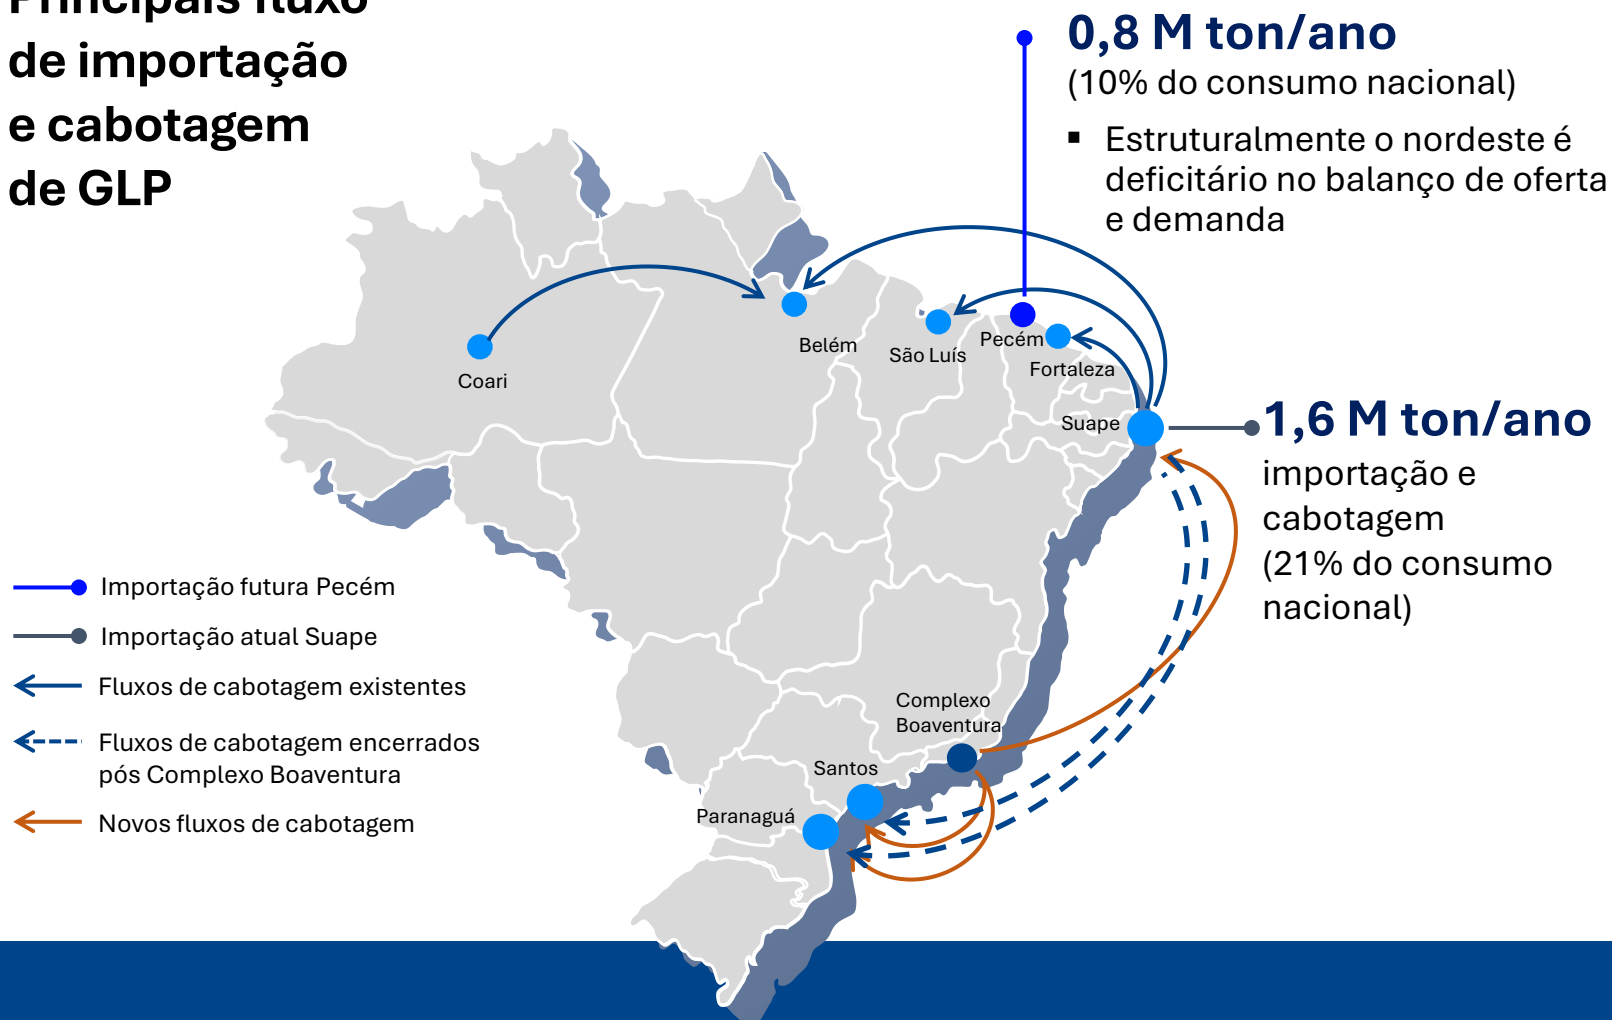 Principais fluxo
de importação
e cabotagem
de GLP
0,8 M ton/ano
(10% do consumo nacional)
▪ Estruturalmente o nordeste é
deficitário no balanço de oferta
e demanda
Belém
São Luís
Pecém
Fortaleza
Coari
Suape
1,6 M ton/ano
importação e
cabotagem
(21% do consumo
nacional)
Importação futura Pecém
Importação atual Suape
Fluxos de cabotagem existentes
Fluxos de cabotagem encerrados
pós Complexo Boaventura
Novos fluxos de cabotagem
Complexo
Boaventura
Santos
Paranaguá